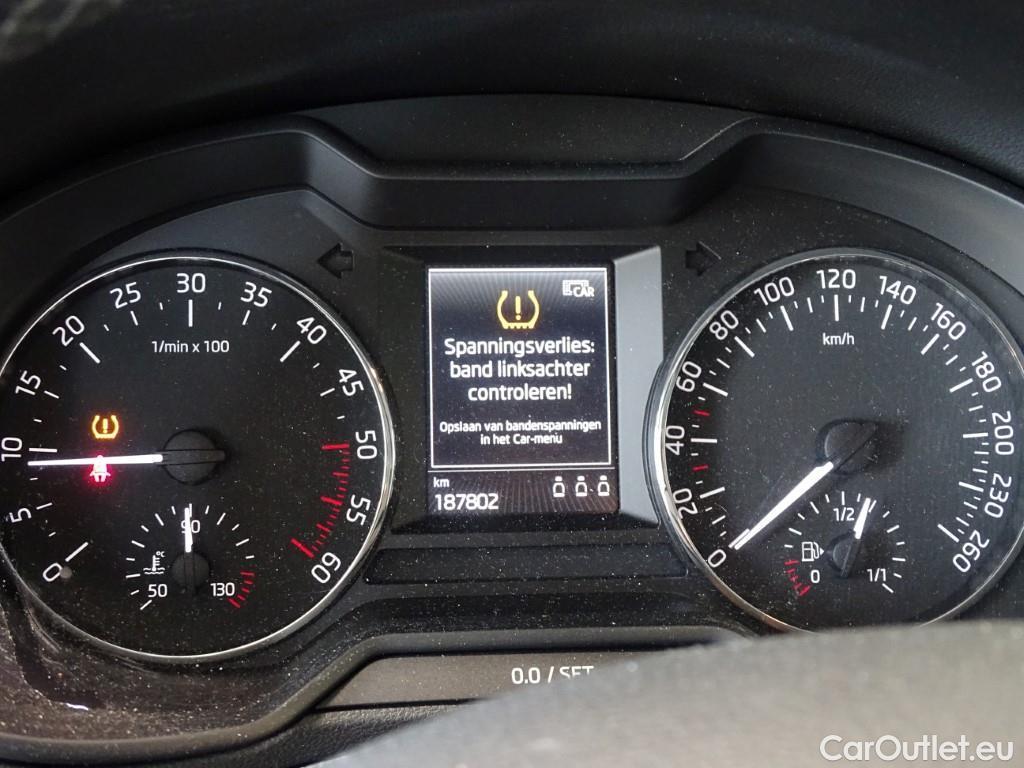 CAR
Spanningsverlies:
band linksachter
controleren!
Opslaan van bandenspanningen
in het Car-menu
km
187802
0
5
10
15
20
25
30
35
40
45
50
55
60
1/min x 100
50
90
130
°C
0
20
40
60
80
100
120
140
160
180
200
230
260
km/h
0
1/2
1/1
0.0 / SET
CarOutlet.eu